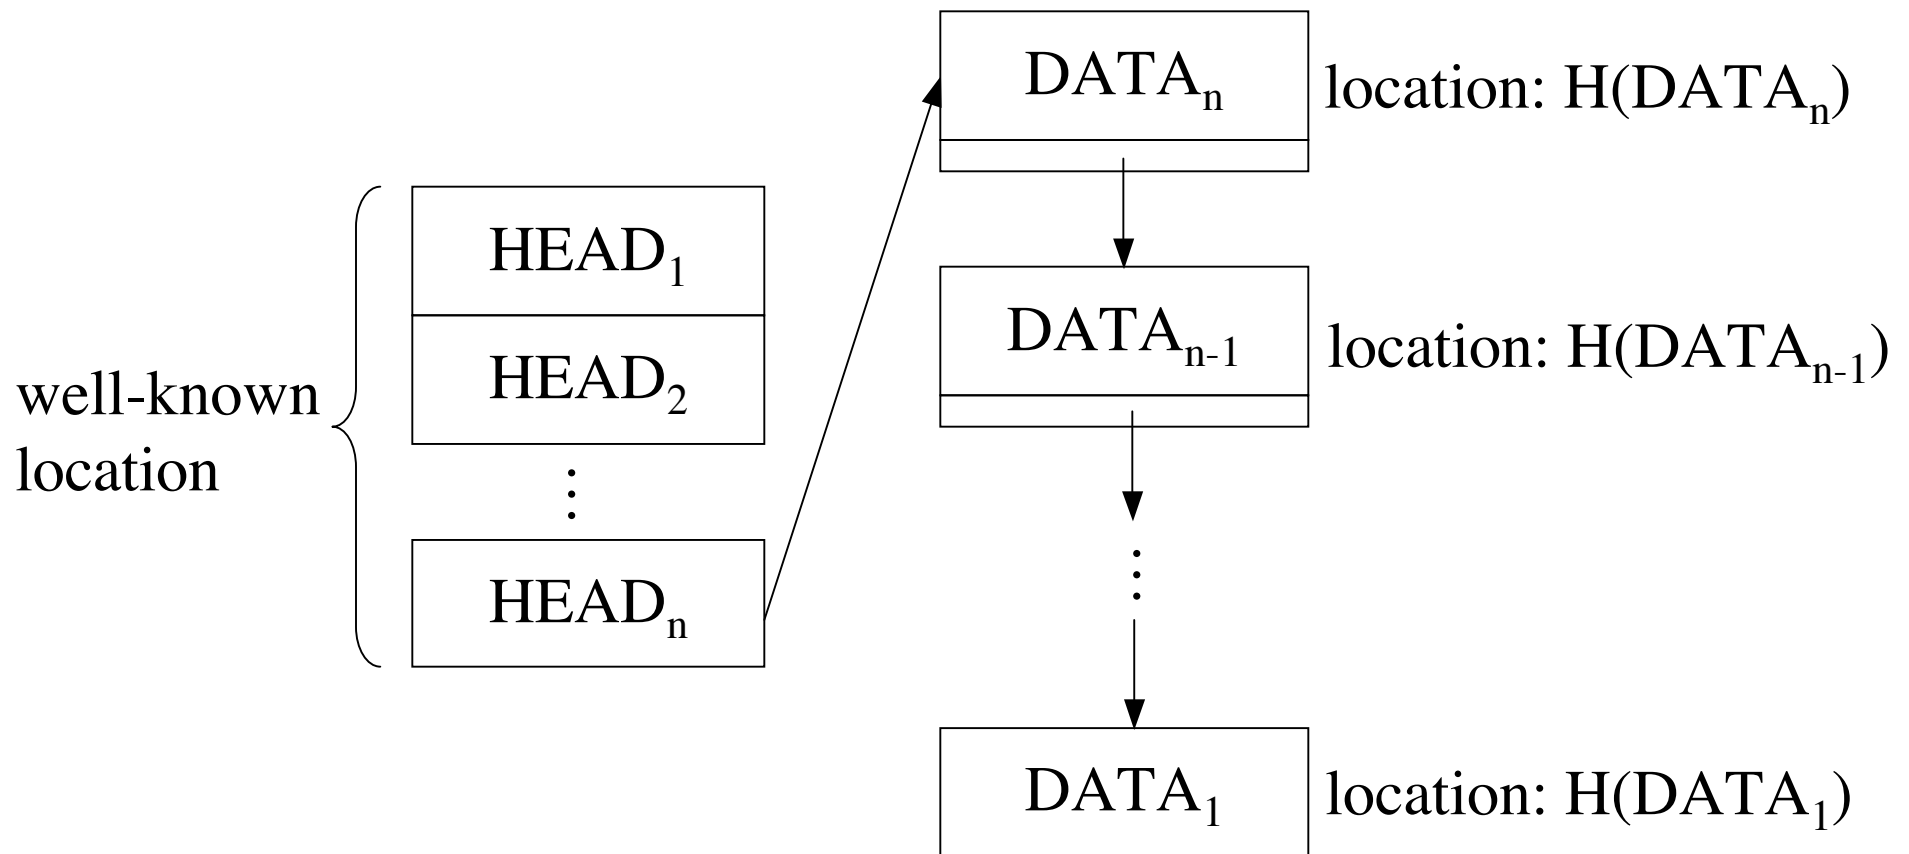 well-known
location
HEAD₁
HEAD₂
⋮
HEADₙ
DATAₙ
location: H(DATAₙ)
DATAₙ₋₁
location: H(DATAₙ₋₁)
⋮
DATA₁
location: H(DATA₁)